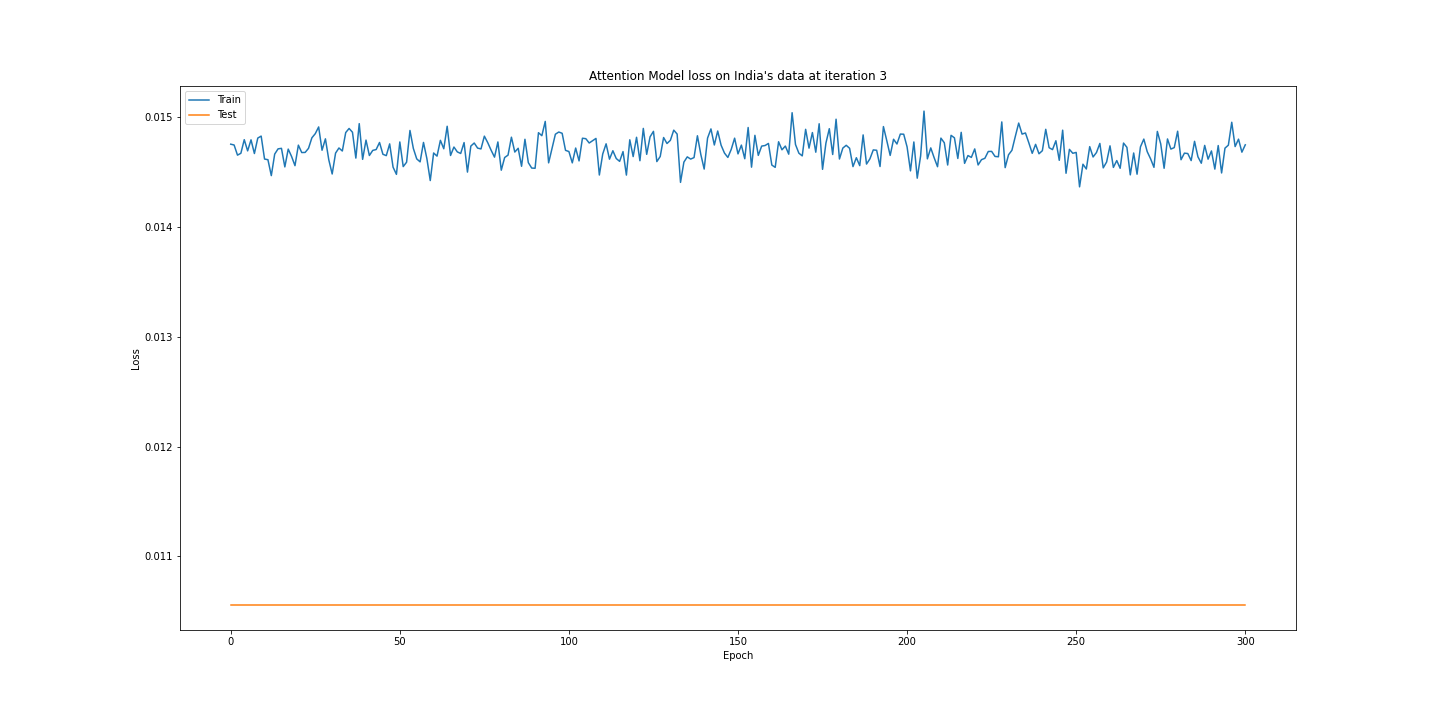 Attention Model loss on India's data at iteration 3
Train
Test
0.015
0.014
0.013
0.012
0.011
Loss
0
50
100
150
200
250
300
Epoch